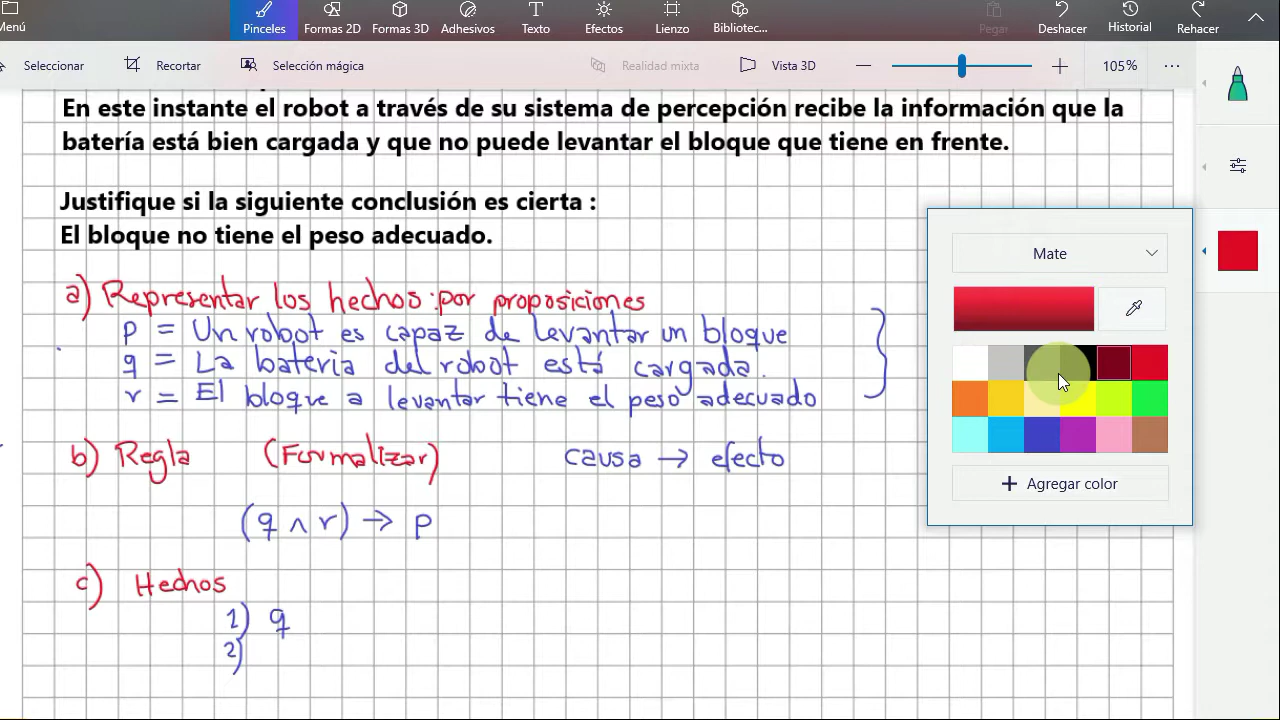 Menú
Pinceles
Formas 2D
Formas 3D
Adhesivos
Texto
Efectos
Lienzo
Bibliotec...
Pegar
Deshacer
Historial
Rehacer
Seleccionar
Recortar
Selección mágica
Realidad mixta
Vista 3D
105%
En este instante el robot a través de su sistema de percepción recibe la información que la
batería está bien cargada y que no puede levantar el bloque que tiene en frente.
Justifique si la siguiente conclusión es cierta :
El bloque no tiene el peso adecuado.
a) Representar los hechos : por proposiciones
p = Un robot es capaz de levantar un bloque
q = La bateria del robot está cargada.
r = El bloque a levantar tiene el peso adecuado
b) Regla (Formalizar) causa → efecto
(q ∧ r) → p
c) Hechos
1) q
2)
Mate
Agregar color